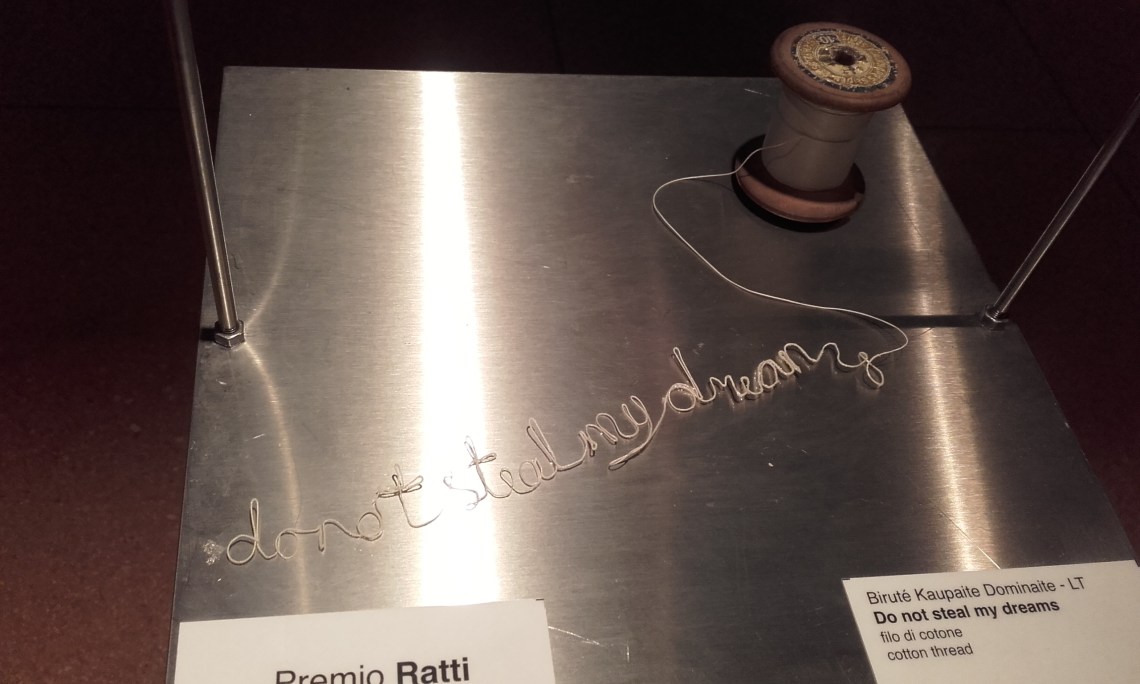 40
do not steal my dreams
Premio Ratti
Biruté Kaupaite Dominaite - LT
Do not steal my dreams
filo di cotone
cotton thread